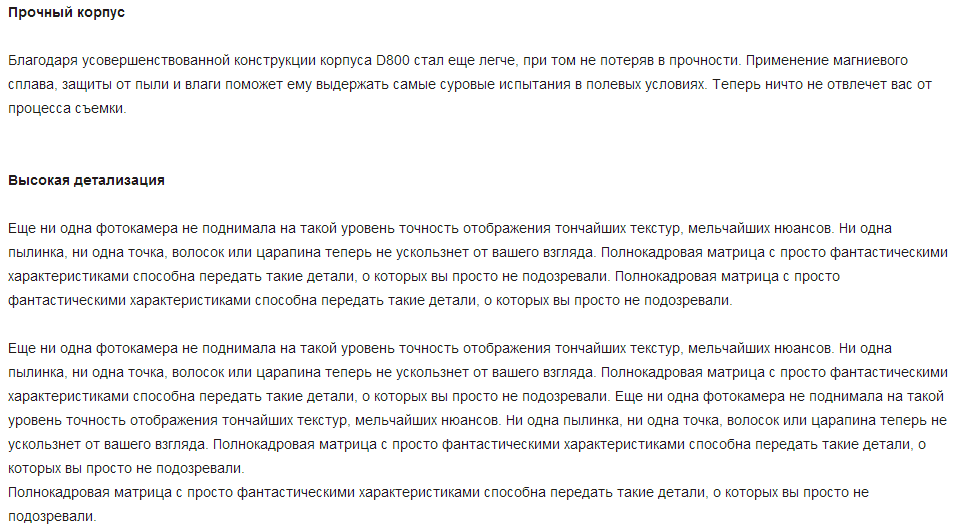 Прочный корпус
Благодаря усовершенствованной конструкции корпуса D800 стал еще легче, при том не потеряв в прочности. Применение магниевого
сплава, защиты от пыли и влаги поможет ему выдержать самые суровые испытания в полевых условиях. Теперь ничто не отвлечет вас от
процесса съемки.
Высокая детализация
Еще ни одна фотокамера не поднимала на такой уровень точность отображения тончайших текстур, мельчайших нюансов. Ни одна
пылинка, ни одна точка, волосок или царапина теперь не ускользнет от вашего взгляда. Полнокадровая матрица с просто фантастическими
характеристиками способна передать такие детали, о которых вы просто не подозревали. Полнокадровая матрица с просто
фантастическими характеристиками способна передать такие детали, о которых вы просто не подозревали.
Еще ни одна фотокамера не поднимала на такой уровень точность отображения тончайших текстур, мельчайших нюансов. Ни одна
пылинка, ни одна точка, волосок или царапина теперь не ускользнет от вашего взгляда. Полнокадровая матрица с просто фантастическими
характеристиками способна передать такие детали, о которых вы просто не подозревали. Еще ни одна фотокамера не поднимала на такой
уровень точность отображения тончайших текстур, мельчайших нюансов. Ни одна пылинка, ни одна точка, волосок или царапина теперь не
ускользнет от вашего взгляда. Полнокадровая матрица с просто фантастическими характеристиками способна передать такие детали, о
которых вы просто не подозревали.
Полнокадровая матрица с просто фантастическими характеристиками способна передать такие детали, о которых вы просто не
подозревали.